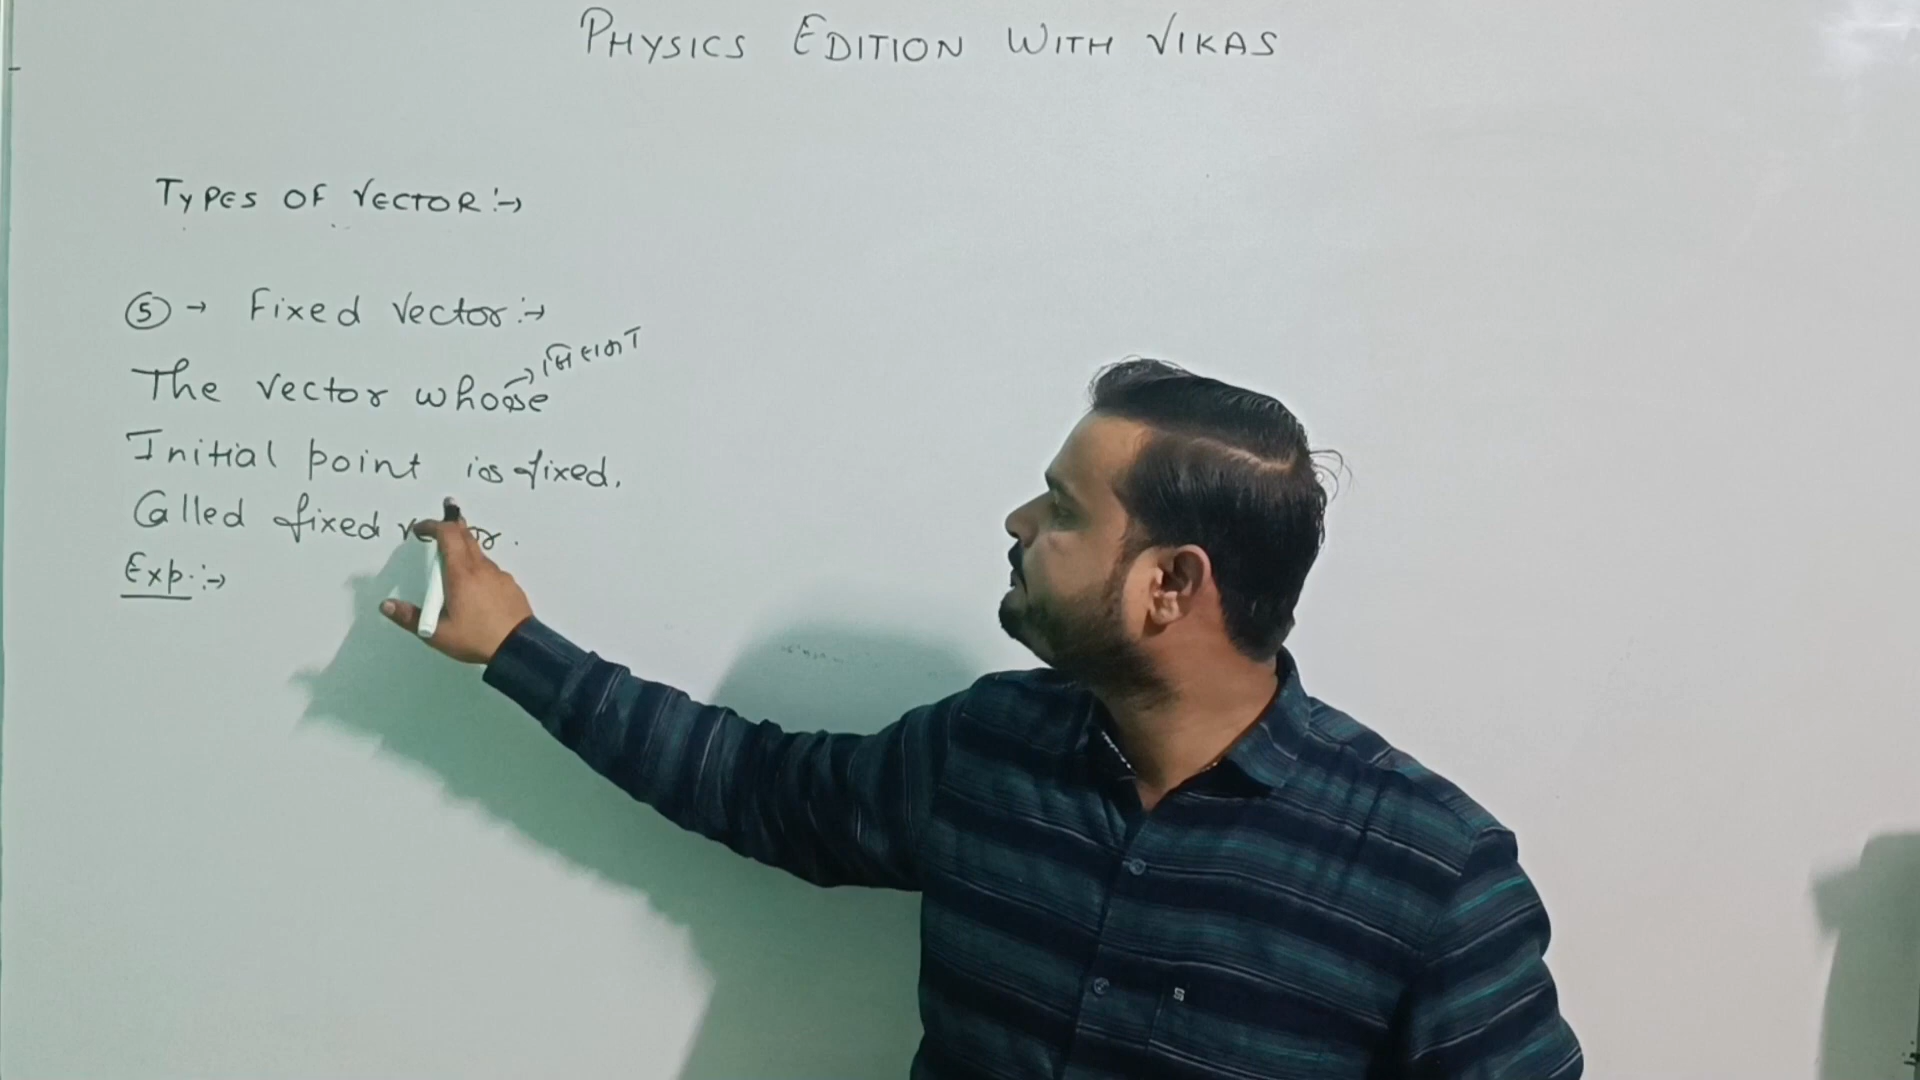 PHYSICS EDITION WITH VIKAS
TYPES OF VECTOR :→
⑤ → Fixed Vector :→
→ जिसका
The vector whose
Initial point is fixed.
Called fixed vector.
Exp. :→